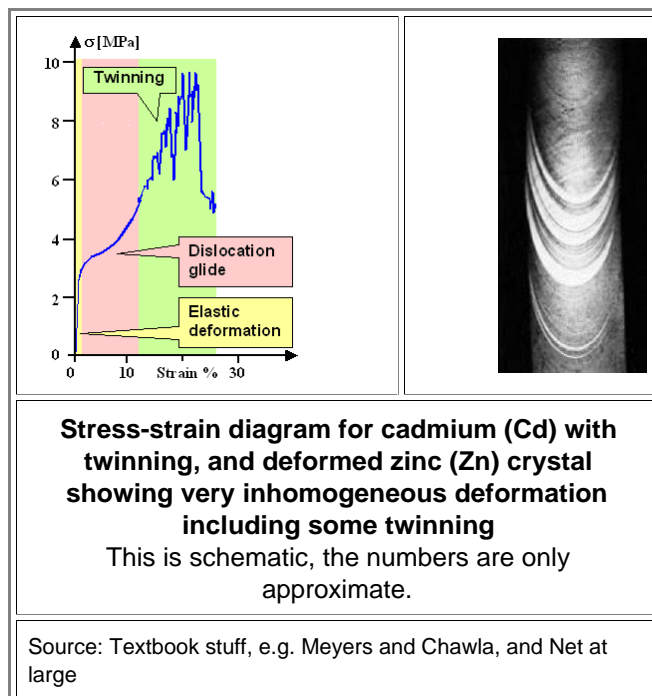 σ [MPa]
10
Twinning
8
6
4
Dislocation
glide
2
Elastic
deformation
0
0 10 Strain % 30
Stress-strain diagram for cadmium (Cd) with
twinning, and deformed zinc (Zn) crystal
showing very inhomogeneous deformation
including some twinning
This is schematic, the numbers are only
approximate.
Source: Textbook stuff, e.g. Meyers and Chawla, and Net at
large